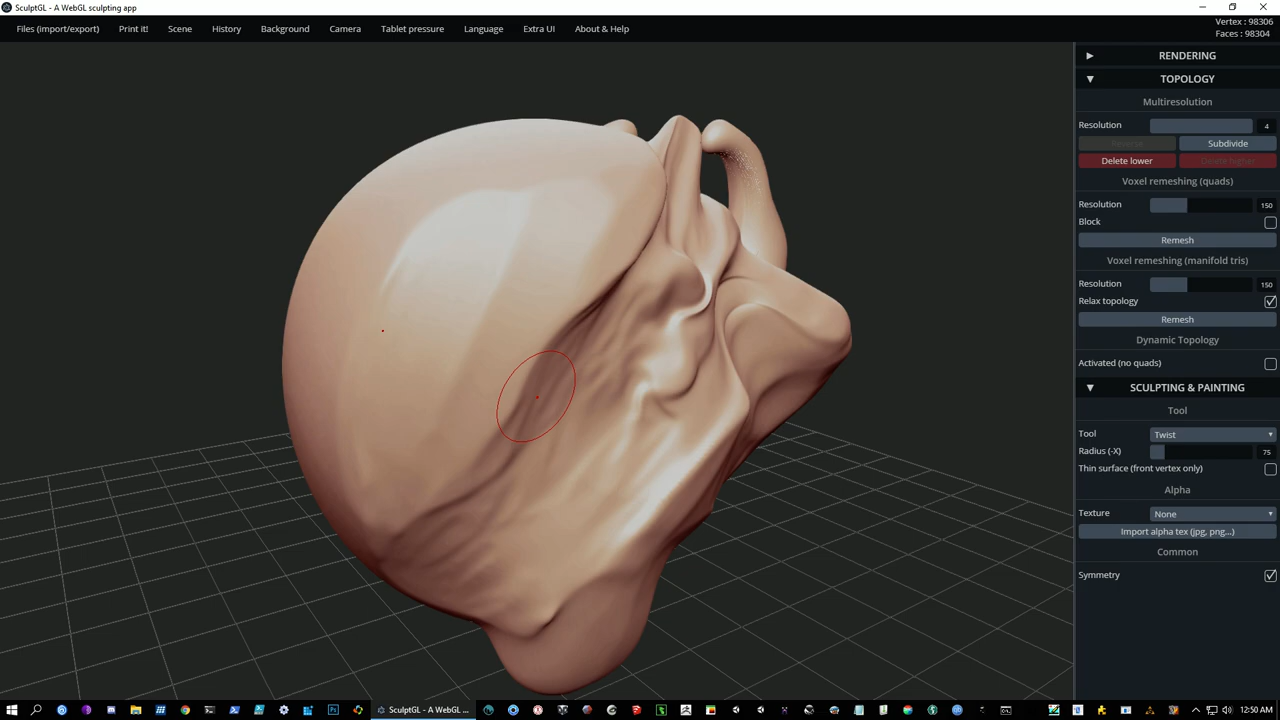 SculptGL - A WebGL sculpting app
Files (import/export) Print it! Scene History Background Camera Tablet pressure Language Extra UI About & Help
Vertex : 98306
Faces : 98304
RENDERING
TOPOLOGY
Multiresolution
Resolution 4
Reverse Subdivide
Delete lower Delete higher
Voxel remeshing (quads)
Resolution 150
Block
Remesh
Voxel remeshing (manifold tris)
Resolution 150
Relax topology
Remesh
Dynamic Topology
Activated (no quads)
SCULPTING & PAINTING
Tool
Tool Twist
Radius (-X) 75
Thin surface (front vertex only)
Alpha
Texture None
Import alpha tex (jpg, png...)
Common
Symmetry
SculptGL - A WebGL ...
12:50 AM